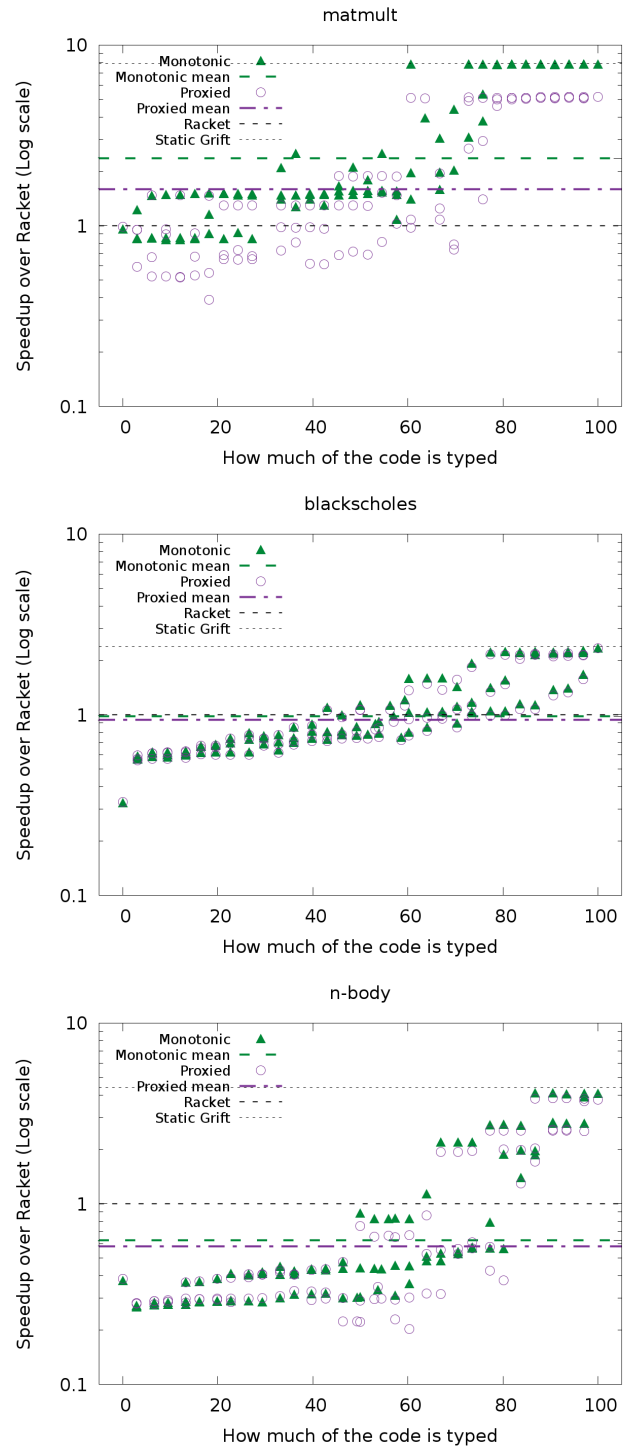 matmult
10
Monotonic
Monotonic mean
Proxied
Proxied mean
Racket
Static Grift
1
0.1
Speedup over Racket (Log scale)
0 20 40 60 80 100
How much of the code is typed
blackscholes
10
Monotonic
Monotonic mean
Proxied
Proxied mean
Racket
Static Grift
1
0.1
Speedup over Racket (Log scale)
0 20 40 60 80 100
How much of the code is typed
n-body
10
Monotonic
Monotonic mean
Proxied
Proxied mean
Racket
Static Grift
1
0.1
Speedup over Racket (Log scale)
0 20 40 60 80 100
How much of the code is typed